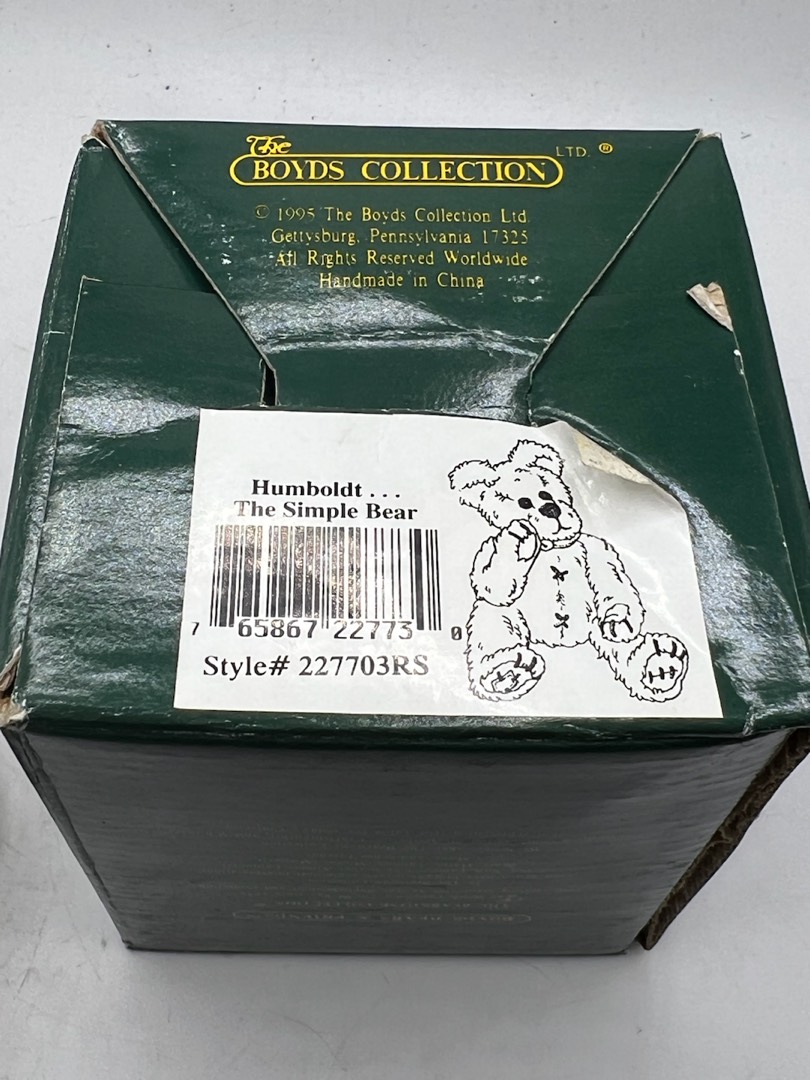 The
BOYDS COLLECTION LTD. ®
© 1995 The Boyds Collection Ltd.
Gettysburg, Pennsylvania 17325
All Rights Reserved Worldwide
Handmade in China
Humboldt . . .
The Simple Bear
7 65867 22773 0
Style# 227703RS